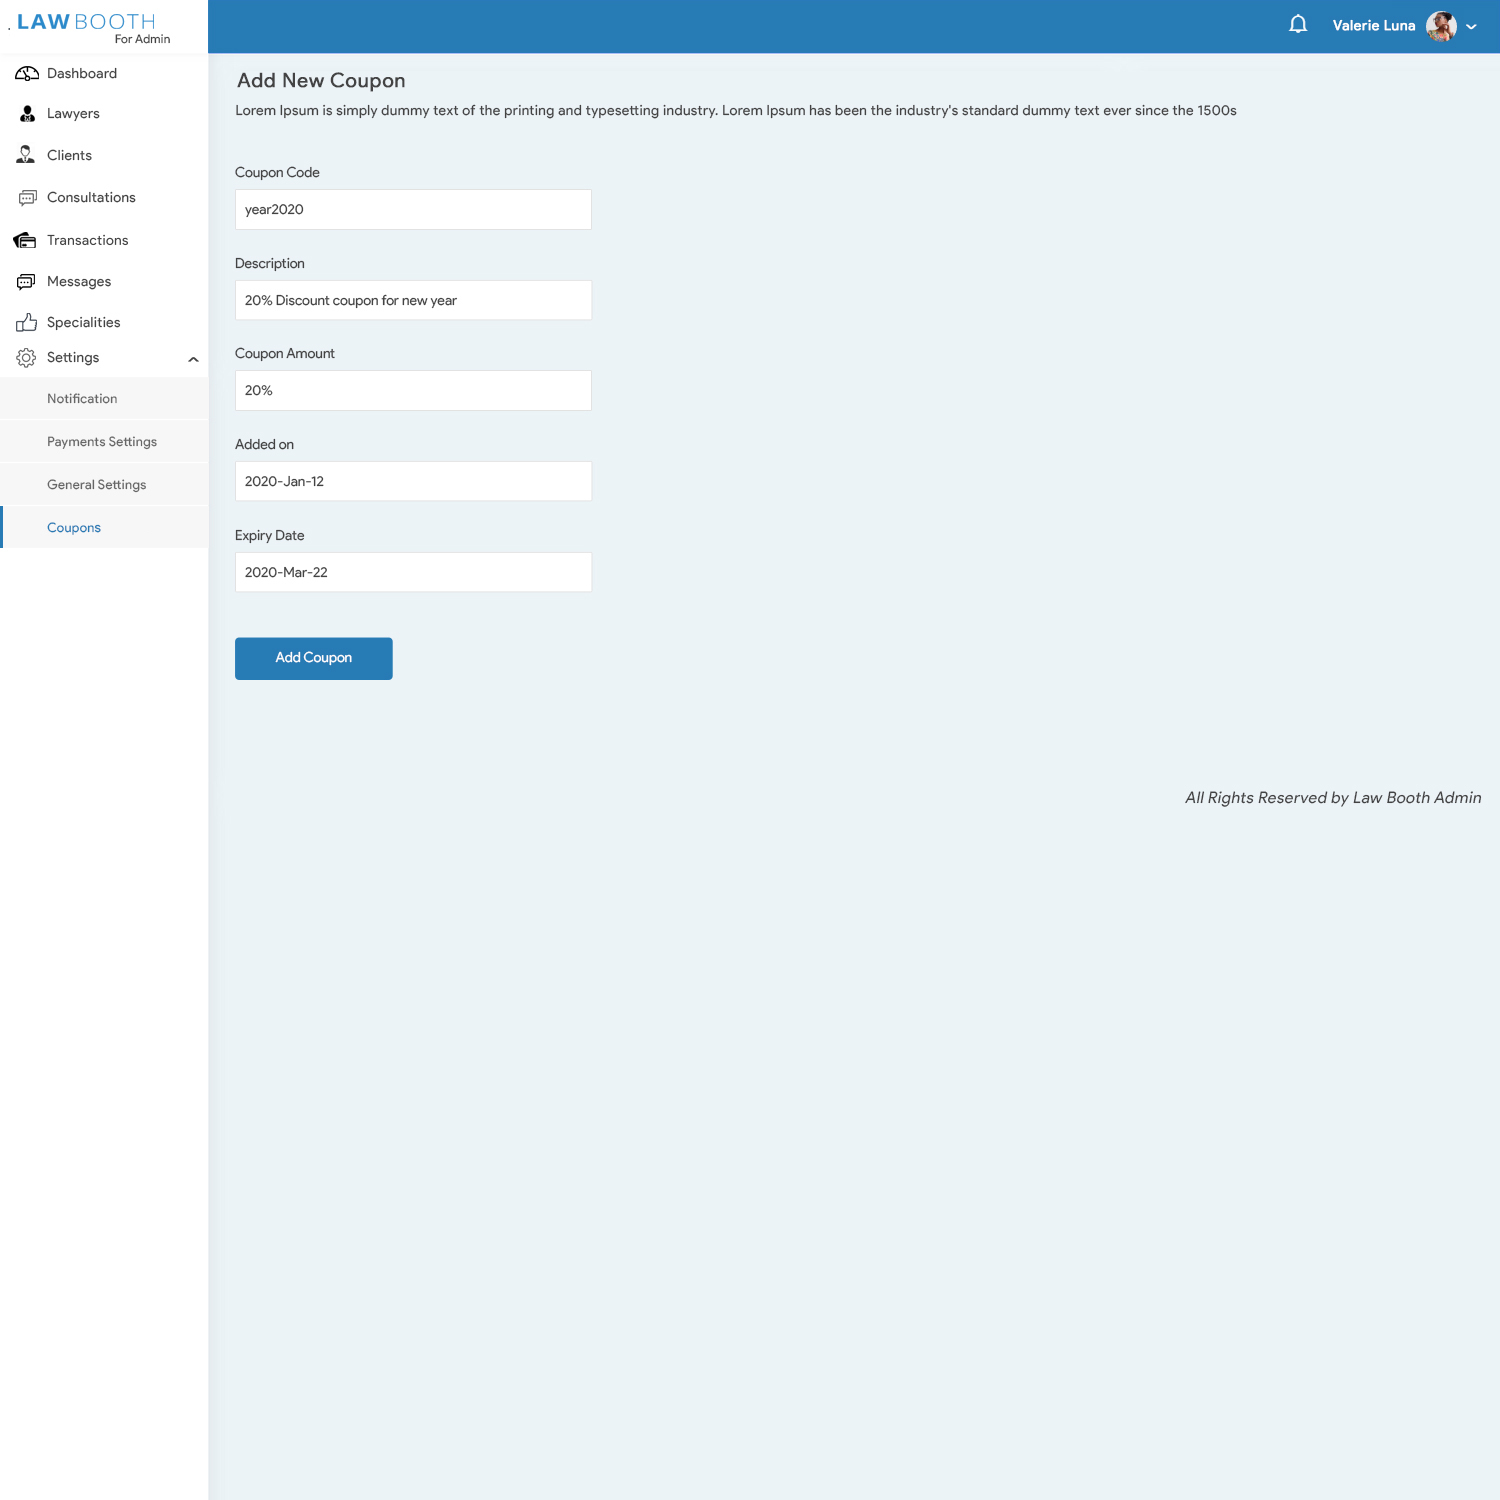 . LAW BOOTH
For Admin
Valerie Luna
Dashboard
Lawyers
Clients
Consultations
Transactions
Messages
Specialities
Settings
Notification
Payments Settings
General Settings
Coupons
Add New Coupon
Lorem Ipsum is simply dummy text of the printing and typesetting industry. Lorem Ipsum has been the industry's standard dummy text ever since the 1500s
Coupon Code
year2020
Description
20% Discount coupon for new year
Coupon Amount
20%
Added on
2020-Jan-12
Expiry Date
2020-Mar-22
Add Coupon
All Rights Reserved by Law Booth Admin